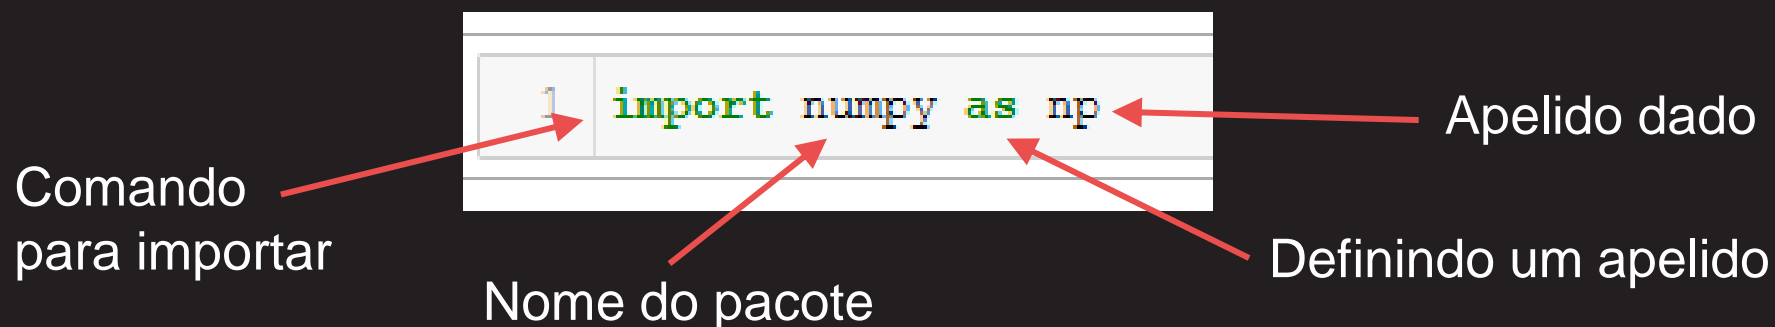 1 import numpy as np
Apelido dado
Comando
para importar
Definindo um apelido
Nome do pacote